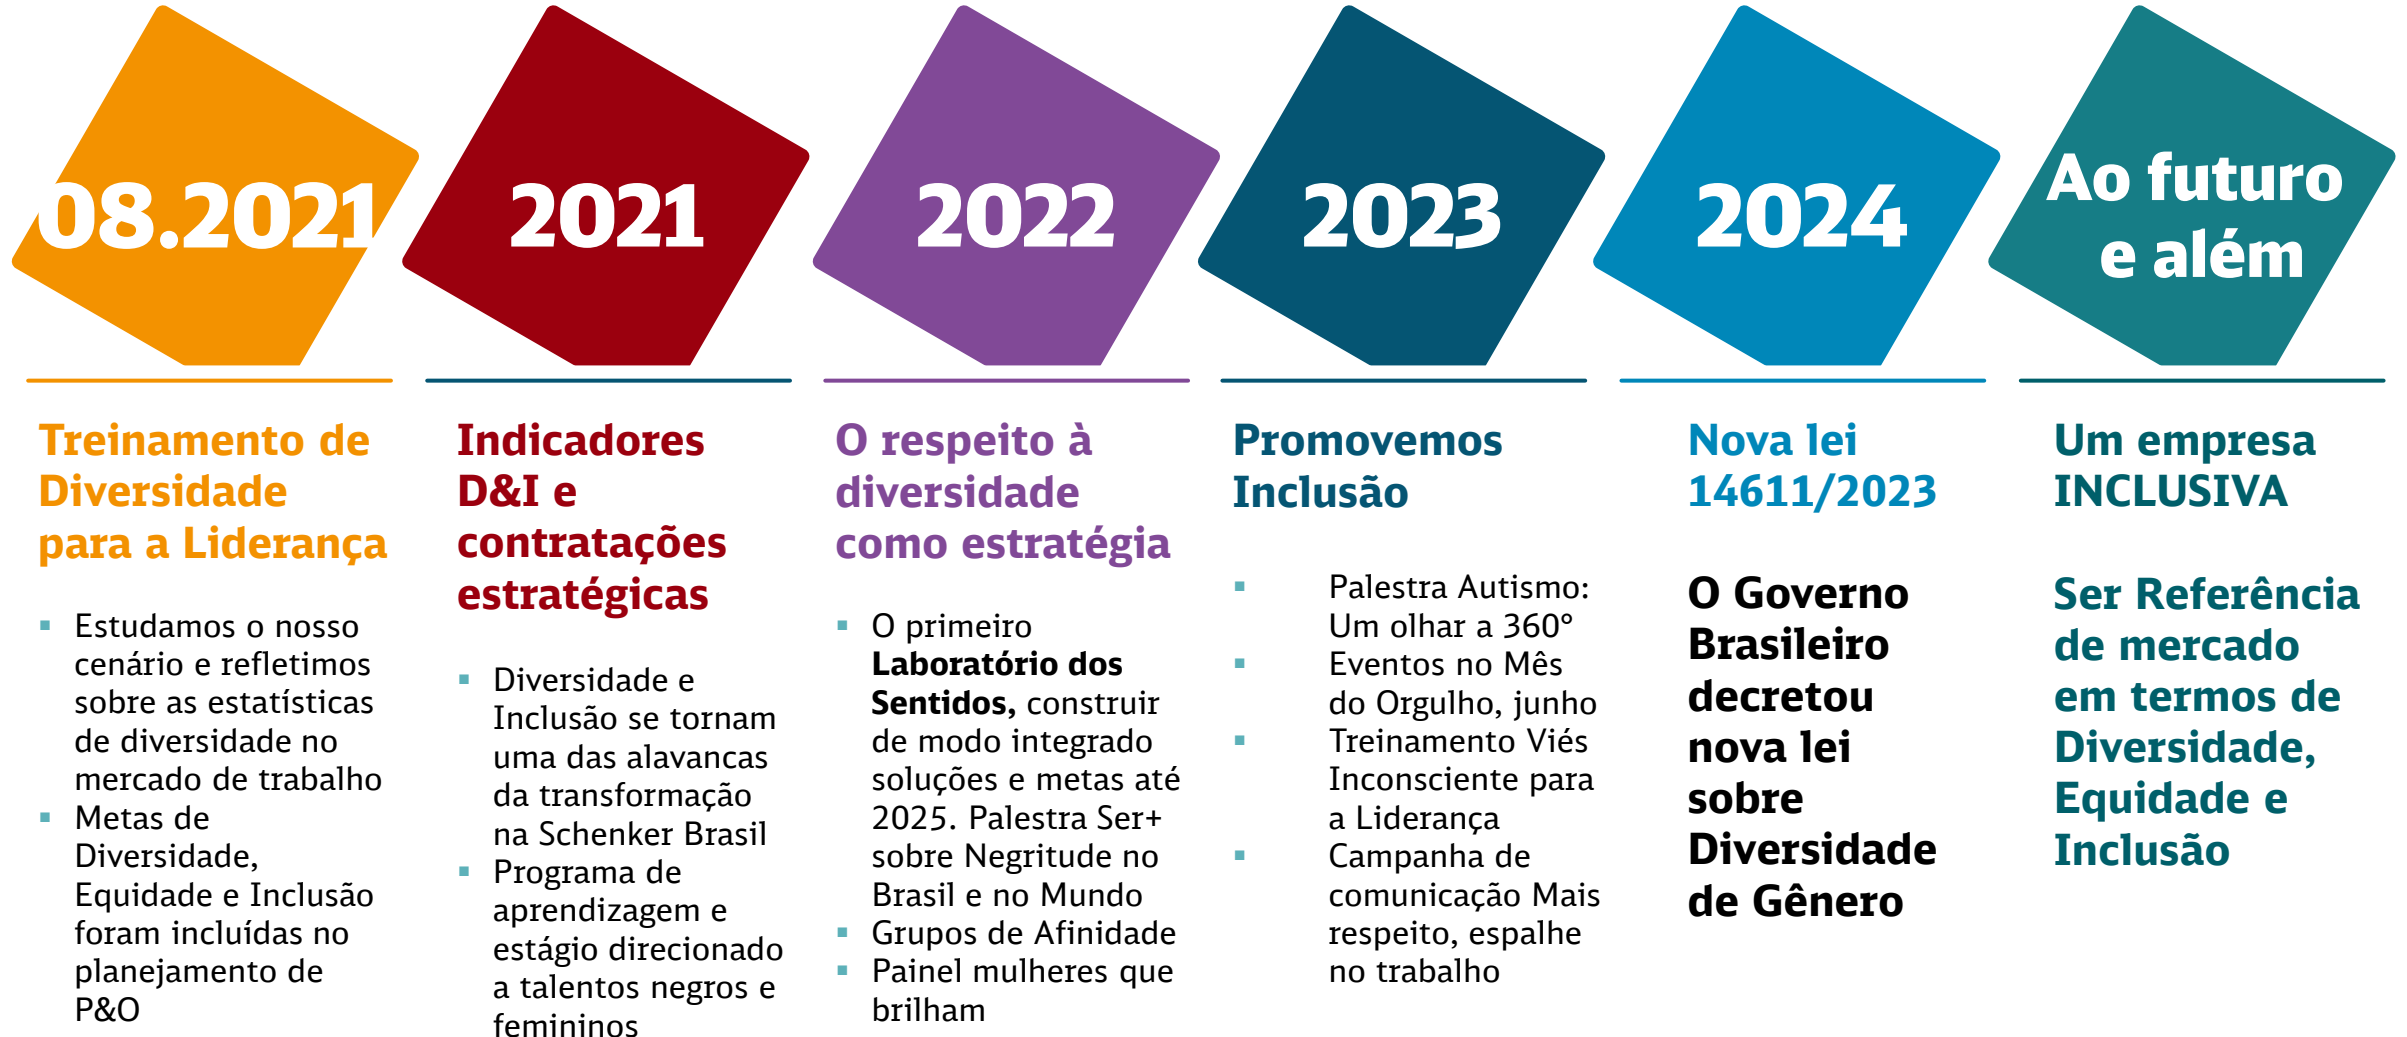 08.2021
Treinamento de
Diversidade
para a Liderança
▪ Estudamos o nosso
cenário e refletimos
sobre as estatísticas
de diversidade no
mercado de trabalho
▪ Metas de
Diversidade,
Equidade e Inclusão
foram incluídas no
planejamento de
P&O
2021
Indicadores
D&I e
contratações
estratégicas
▪ Diversidade e
Inclusão se tornam
uma das alavancas
da transformação
na Schenker Brasil
▪ Programa de
aprendizagem e
estágio direcionado
a talentos negros e
femininos
2022
O respeito à
diversidade
como estratégia
▪ O primeiro
Laboratório dos
Sentidos, construir
de modo integrado
soluções e metas até
2025. Palestra Ser+
sobre Negritude no
Brasil e no Mundo
▪ Grupos de Afinidade
▪ Painel mulheres que
brilham
2023
Promovemos
Inclusão
▪ Palestra Autismo:
Um olhar a 360°
▪ Eventos no Mês
do Orgulho, junho
▪ Treinamento Viés
Inconsciente para
a Liderança
▪ Campanha de
comunicação Mais
respeito, espalhe
no trabalho
2024
Nova lei
14611/2023
O Governo
Brasileiro
decretou
nova lei
sobre
Diversidade
de Gênero
Ao futuro
e além
Um empresa
INCLUSIVA
Ser Referência
de mercado
em termos de
Diversidade,
Equidade e
Inclusão